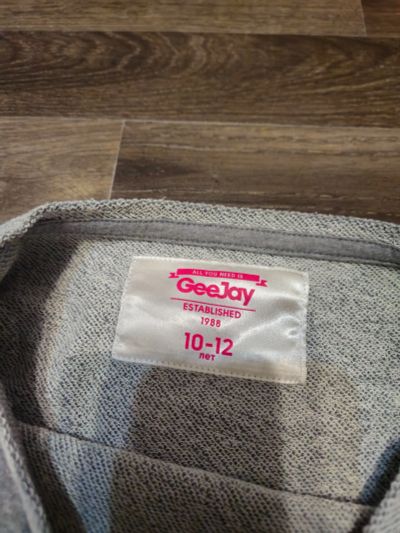 ALL YOU NEED IS
GeeJay
ESTABLISHED
1988
10-12
лет